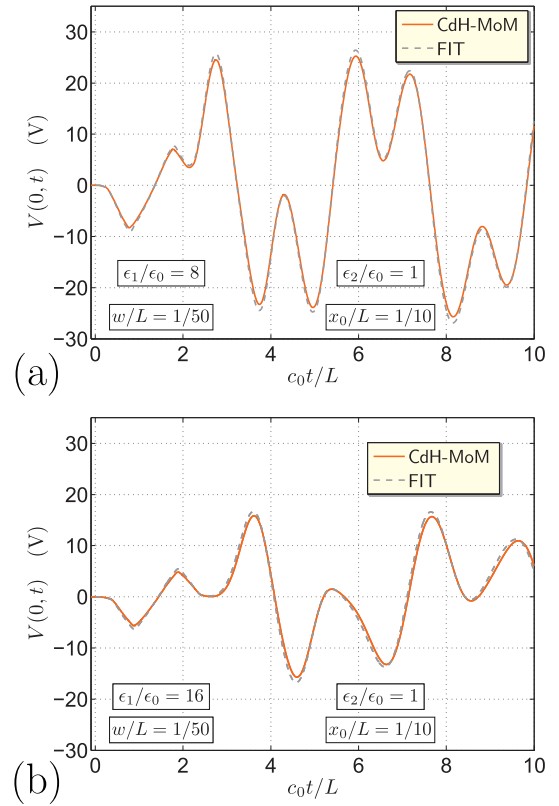 CdH-MoM
FIT
30
20
10
0
−10
−20
−30
V(0, t) (V)
ϵ₁/ϵ₀ = 8
ϵ₂/ϵ₀ = 1
w/L = 1/50
x₀/L = 1/10
0 2 4 6 8 10
c₀t/L
(a)
CdH-MoM
FIT
30
20
10
0
−10
−20
−30
V(0, t) (V)
ϵ₁/ϵ₀ = 16
ϵ₂/ϵ₀ = 1
w/L = 1/50
x₀/L = 1/10
0 2 4 6 8 10
c₀t/L
(b)